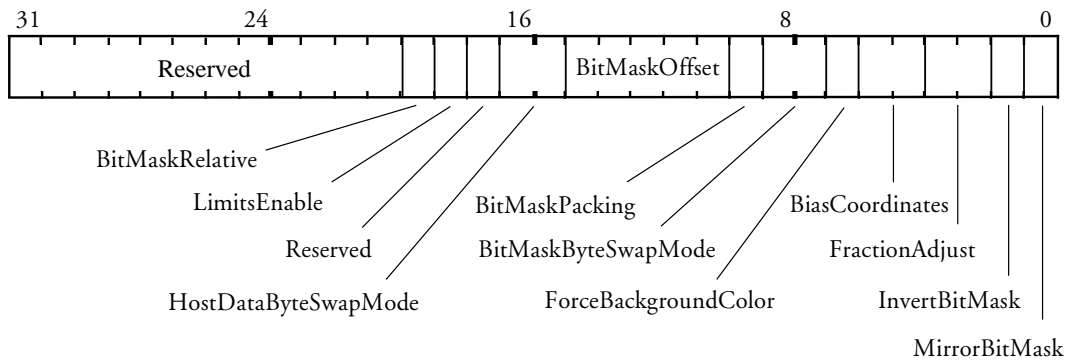 31 24 16 8 0
Reserved BitMaskOffset
BitMaskRelative
LimitsEnable BitMaskPacking BiasCoordinates
Reserved BitMaskByteSwapMode FractionAdjust
HostDataByteSwapMode ForceBackgroundColor InvertBitMask
MirrorBitMask